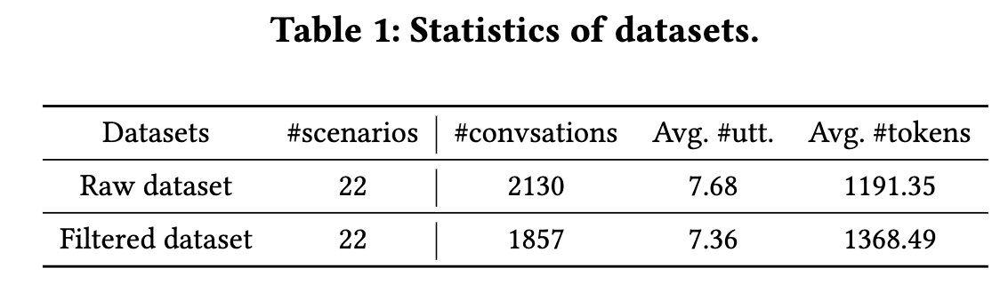 Table 1: Statistics of datasets.
Datasets #scenarios #convsations Avg. #utt. Avg. #tokens
Raw dataset 22 2130 7.68 1191.35
Filtered dataset 22 1857 7.36 1368.49